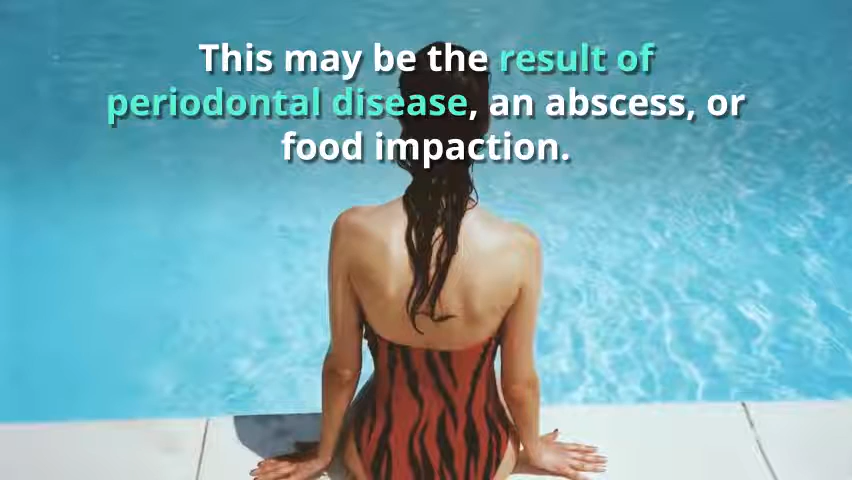 This may be the result of
periodontal disease, an abscess, or
food impaction.